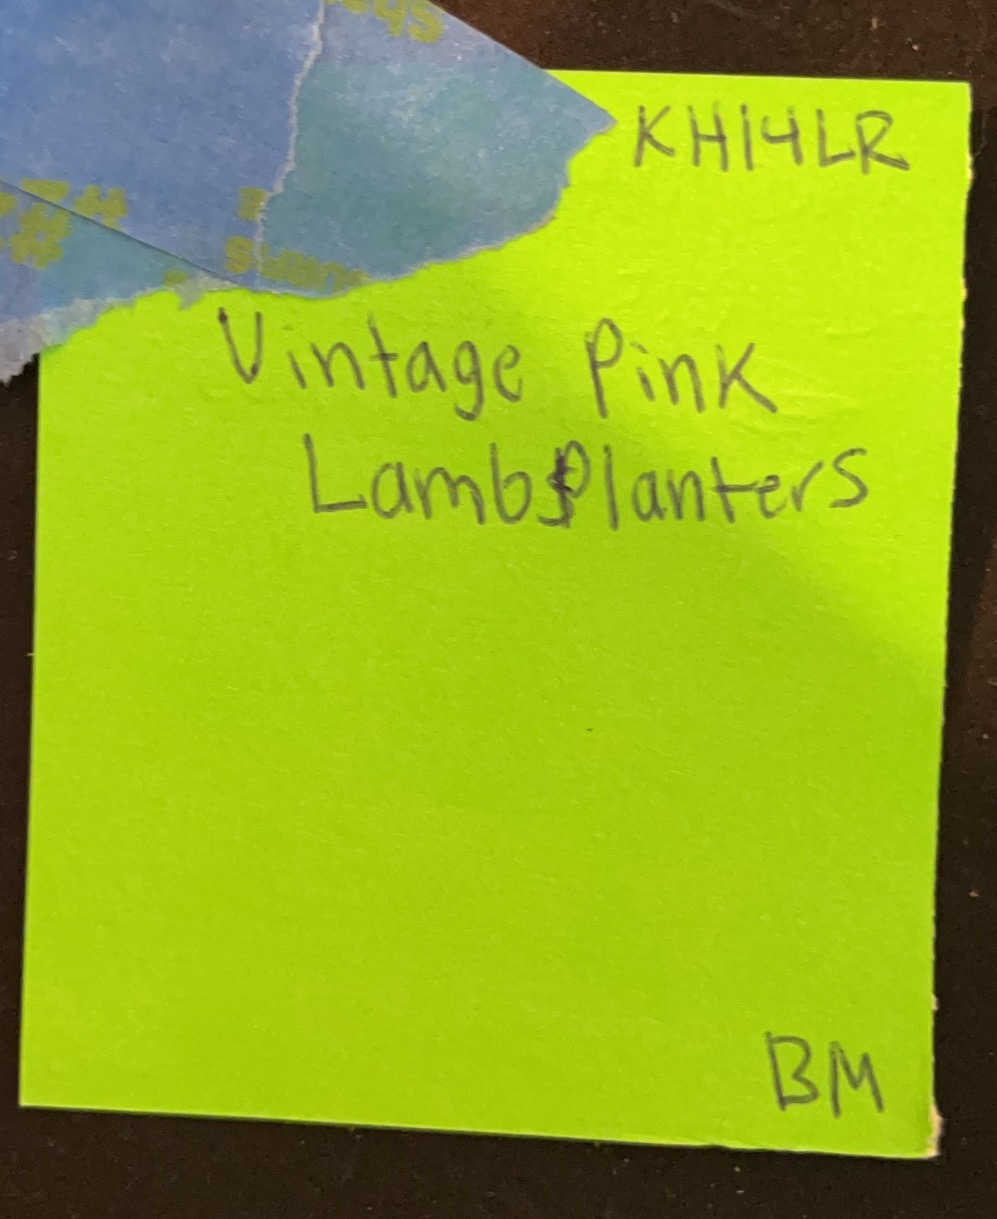 KH14LR
Vintage Pink
Lamb Planters
BM